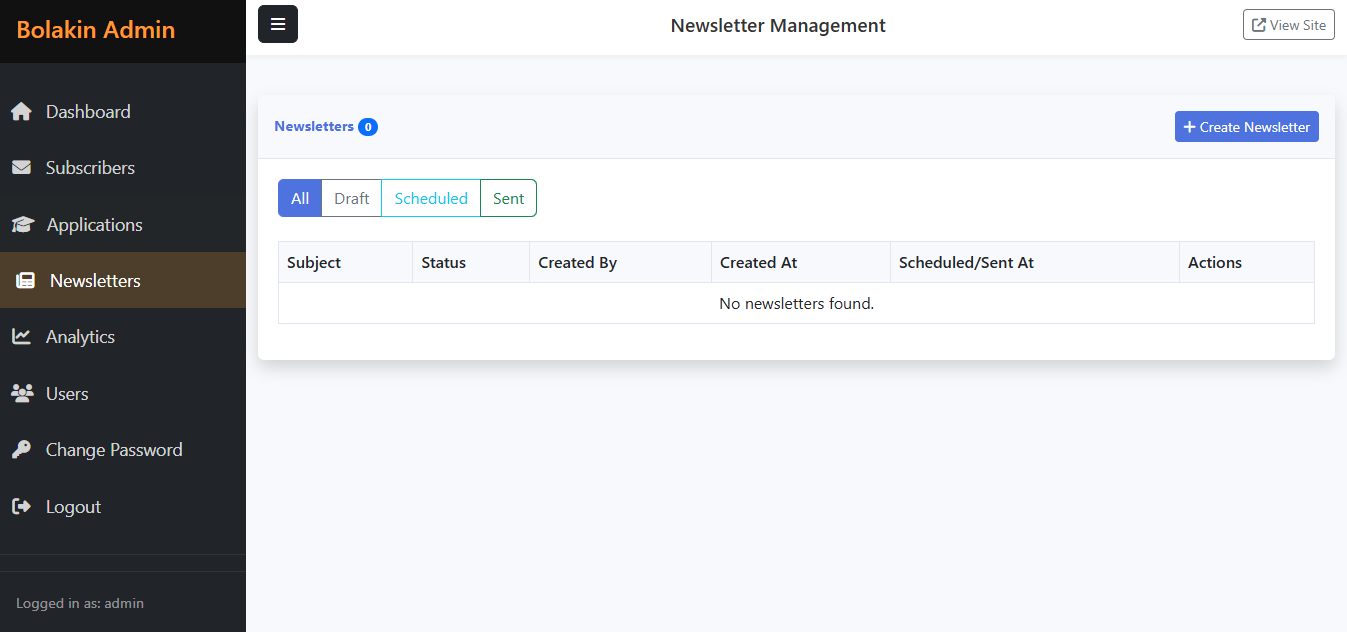 Bolakin Admin
Dashboard
Subscribers
Applications
Newsletters
Analytics
Users
Change Password
Logout
Logged in as: admin
Newsletter Management
View Site
Newsletters 0
Create Newsletter
All Draft Scheduled Sent
Subject Status Created By Created At Scheduled/Sent At Actions
No newsletters found.